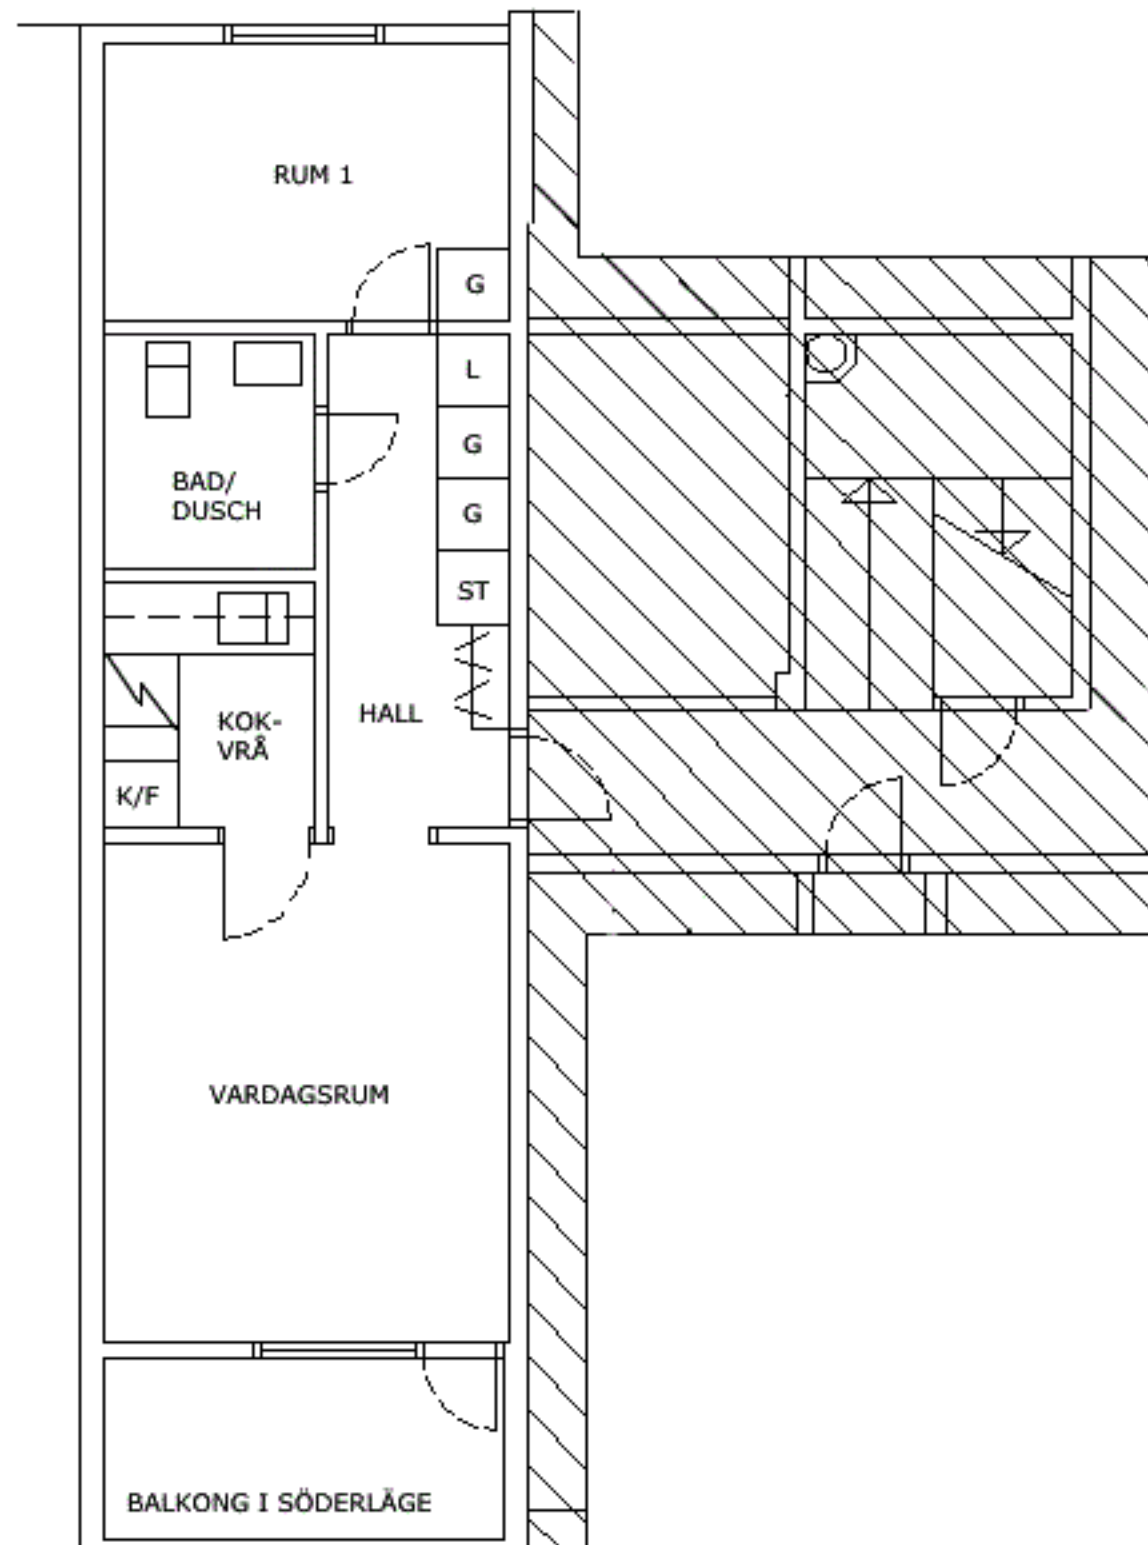 RUM 1
G
L
G
G
ST
BAD/
DUSCH
KOK-
VRÅ
HALL
K/F
VARDAGSRUM
BALKONG I SÖDERLÄGE